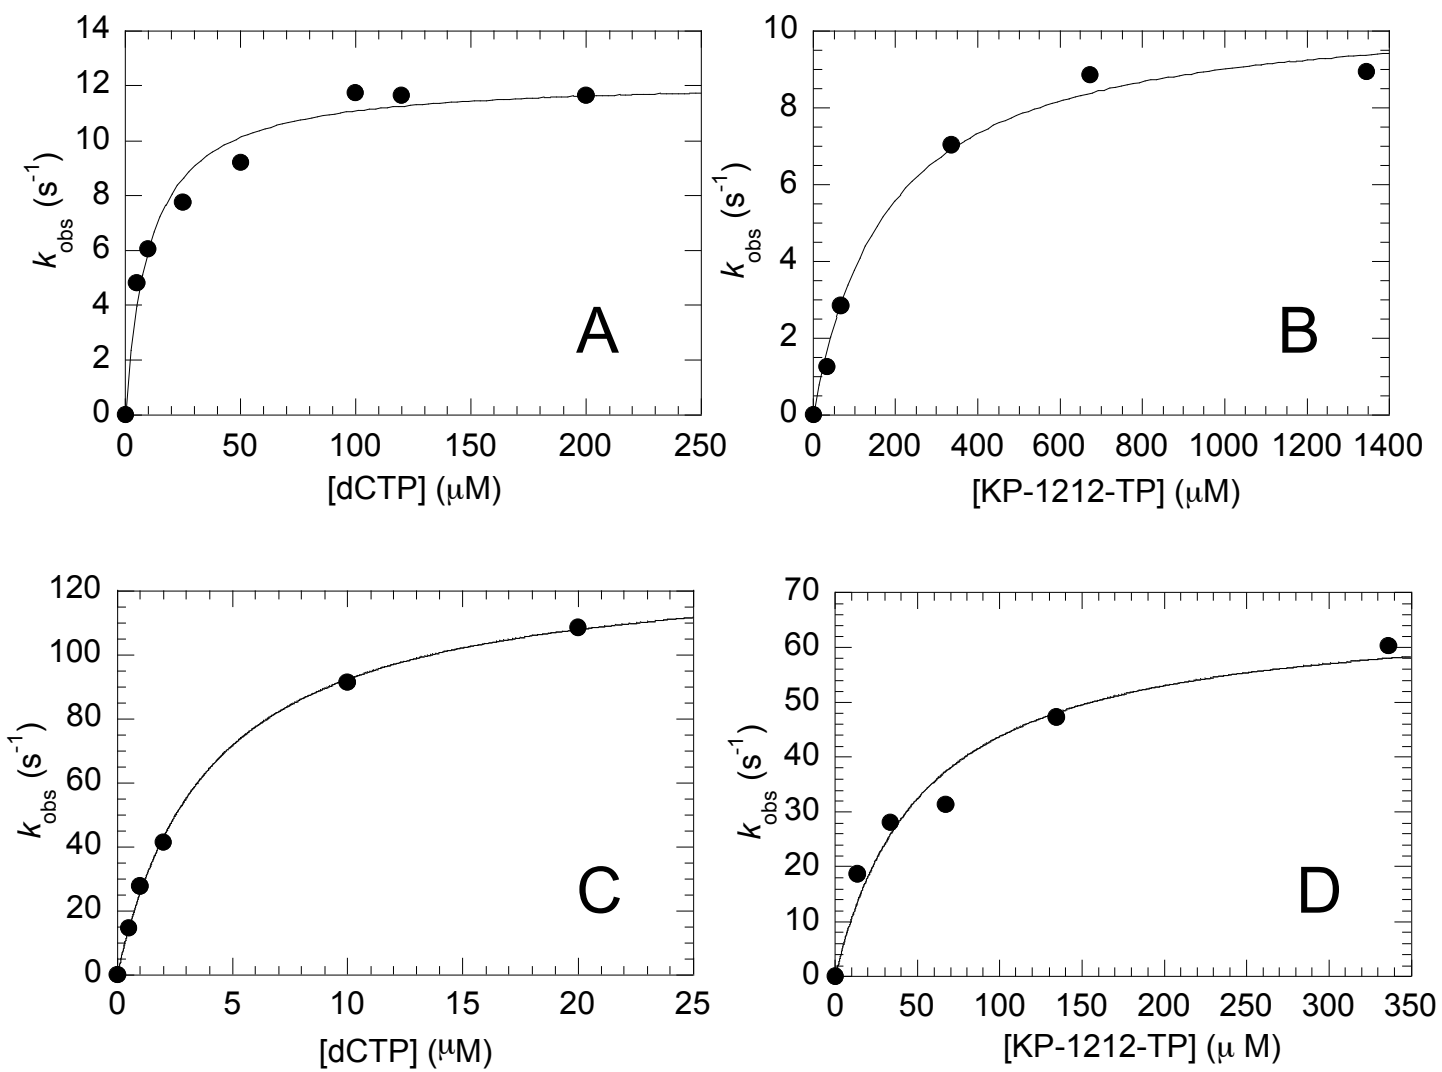 14
12
10
8
6
4
2
0
k obs (s-1)
A
0 50 100 150 200 250
[dCTP] (μM)
10
8
6
4
2
0
k obs (s-1)
B
0 200 400 600 800 1000 1200 1400
[KP-1212-TP] (μM)
120
100
80
60
40
20
0
k obs (s-1)
C
0 5 10 15 20 25
[dCTP] (μM)
70
60
50
40
30
20
10
0
k obs (s-1)
D
0 50 100 150 200 250 300 350
[KP-1212-TP] (μ M)